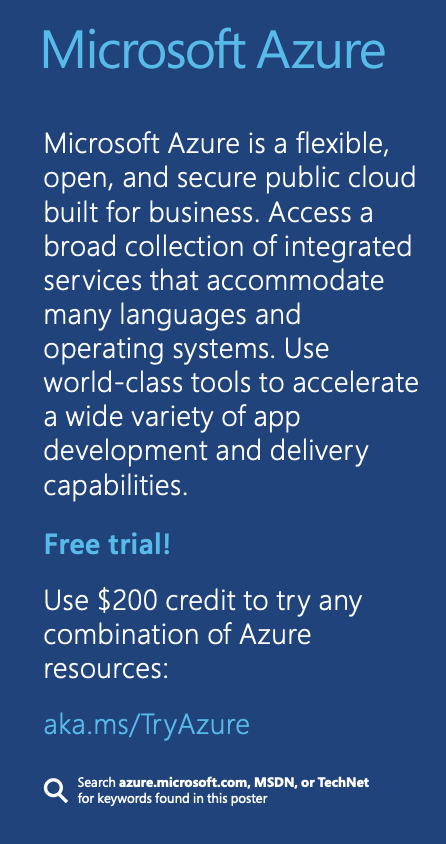 Microsoft Azure
Microsoft Azure is a flexible,
open, and secure public cloud
built for business. Access a
broad collection of integrated
services that accommodate
many languages and
operating systems. Use
world-class tools to accelerate
a wide variety of app
development and delivery
capabilities.
Free trial!
Use $200 credit to try any
combination of Azure
resources:
aka.ms/TryAzure
Search azure.microsoft.com, MSDN, or TechNet
for keywords found in this poster